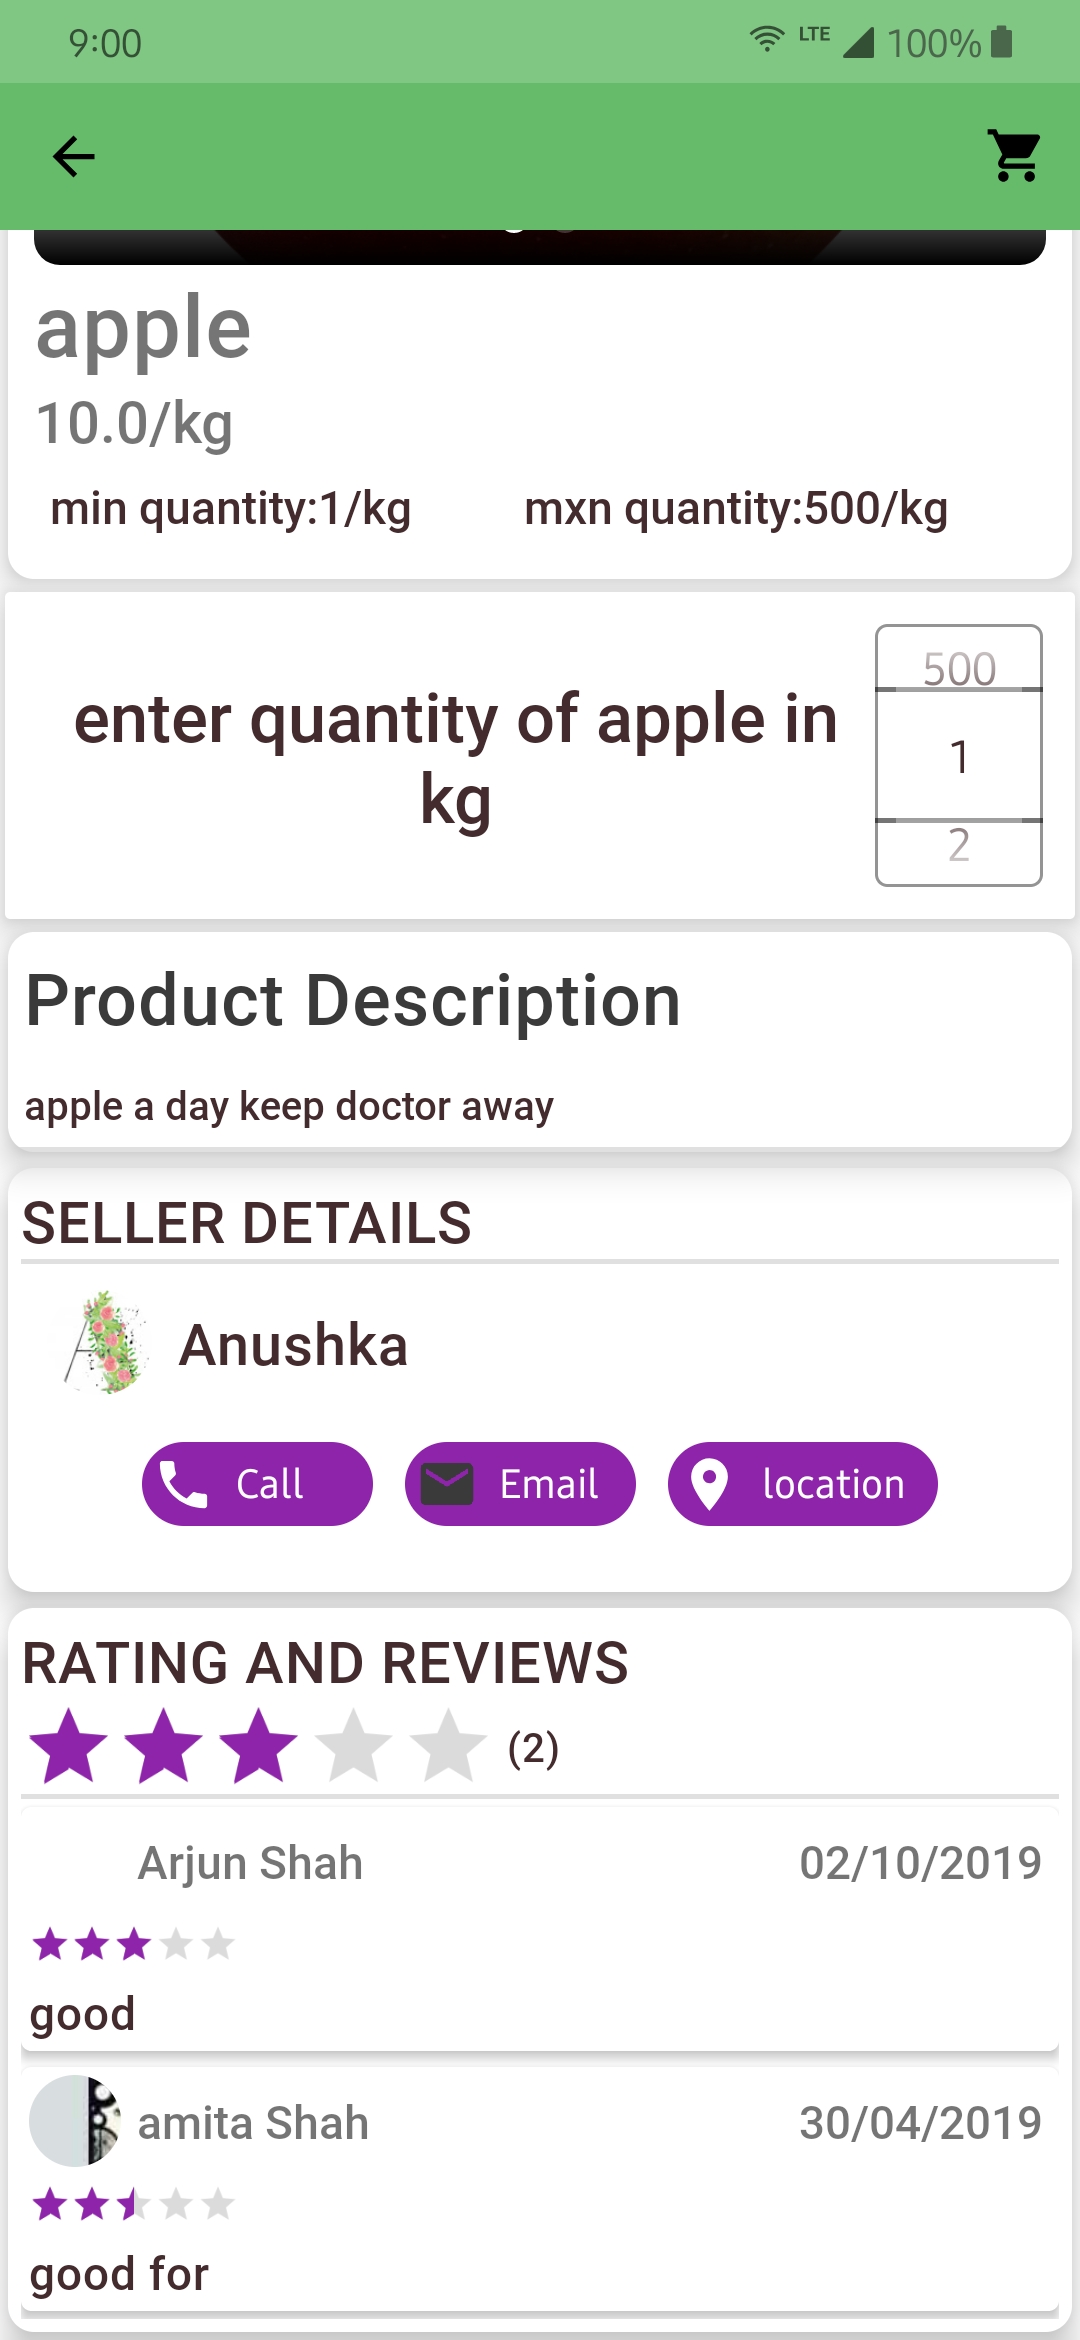 9:00 LTE 100%
apple
10.0/kg
min quantity:1/kg mxn quantity:500/kg
enter quantity of apple in
kg
500
1
2
Product Description
apple a day keep doctor away
SELLER DETAILS
Anushka
Call Email location
RATING AND REVIEWS
(2)
Arjun Shah 02/10/2019
good
amita Shah 30/04/2019
good for